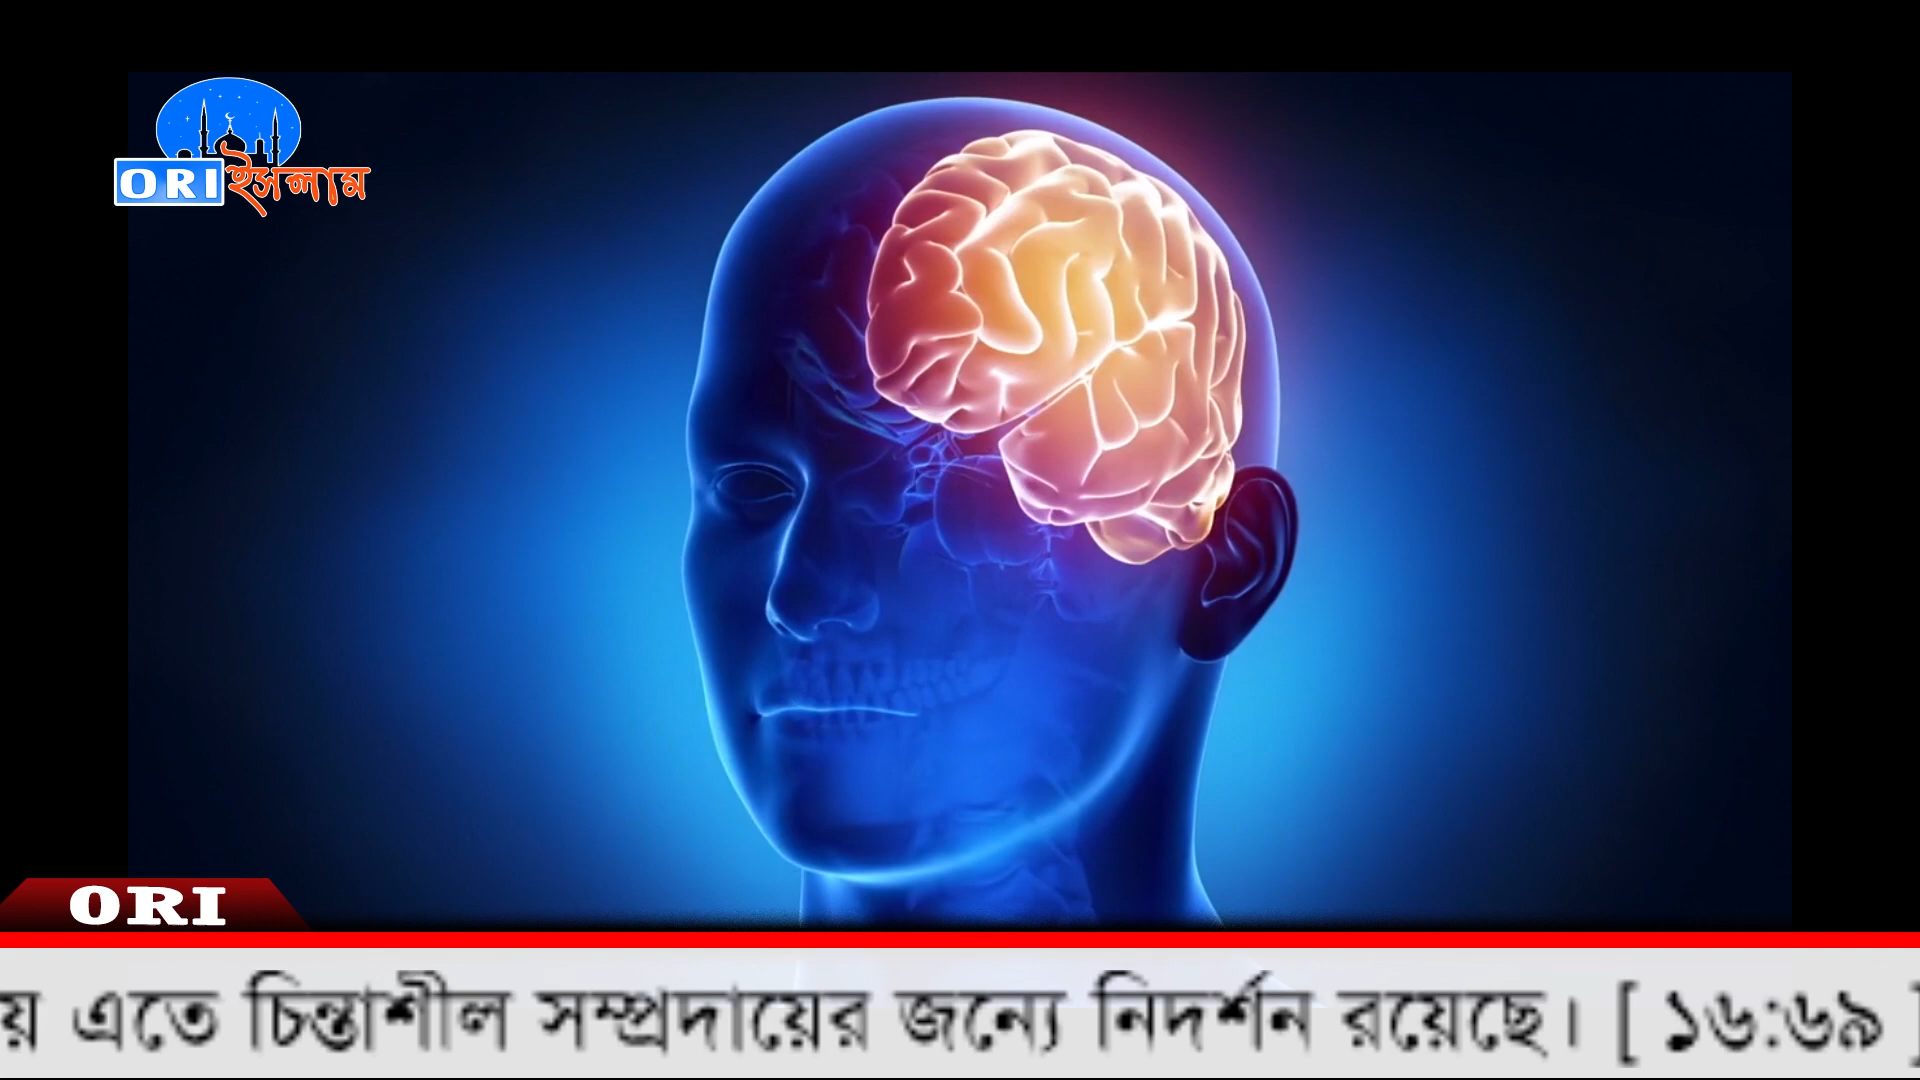 ORI ইসলাম
ORI
য় এতে চিন্তাশীল সম্প্রদায়ের জন্যে নিদর্শন রয়েছে। [ ১৬:৬৯ ]